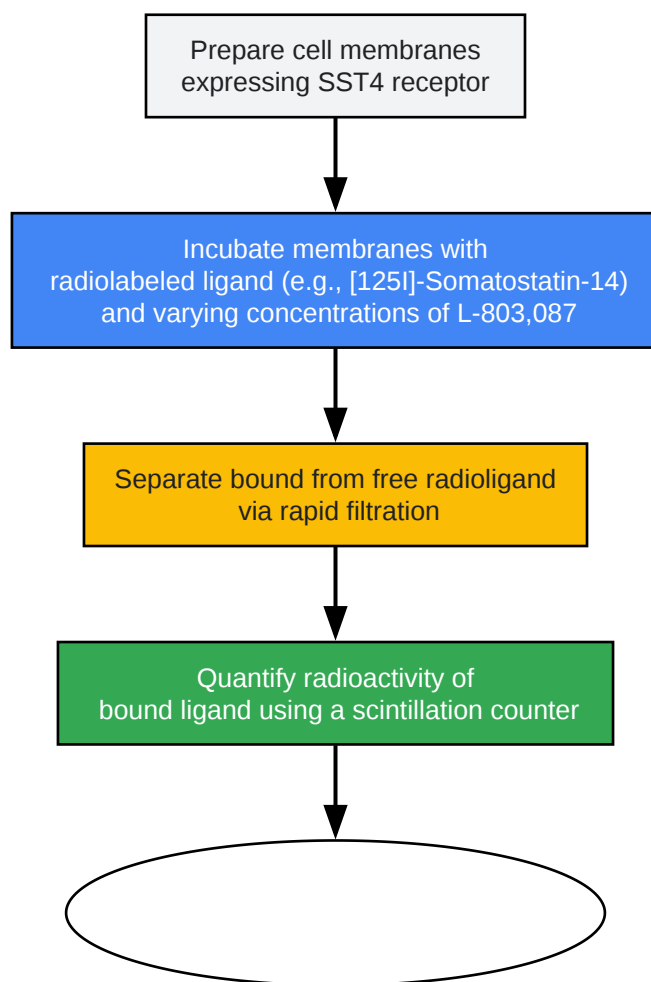 Prepare cell membranes
expressing SST4 receptor
Incubate membranes with
radiolabeled ligand (e.g., [125I]-Somatostatin-14)
and varying concentrations of L-803,087
Separate bound from free radioligand
via rapid filtration
Quantify radioactivity of
bound ligand using a scintillation counter